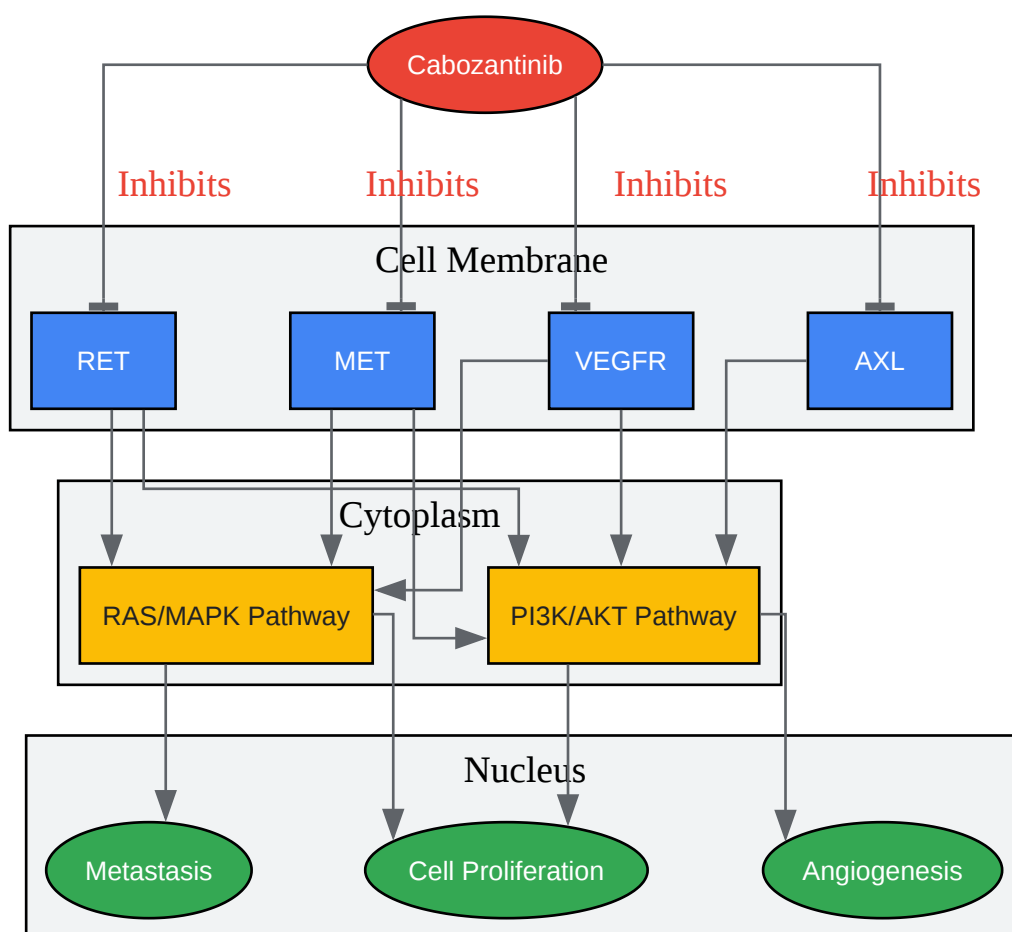 Cabozantinib
Inhibits
Inhibits
Inhibits
Inhibits
Cell Membrane
RET
MET
VEGFR
AXL
Cytoplasm
RAS/MAPK Pathway
PI3K/AKT Pathway
Nucleus
Metastasis
Cell Proliferation
Angiogenesis